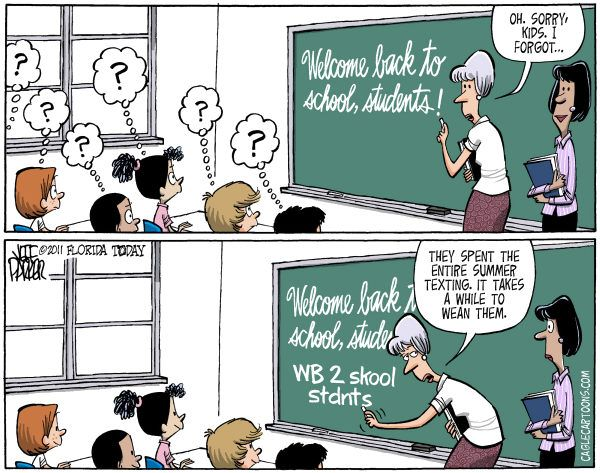 ?
?
?
?
?
Welcome back to
school, students!
OH. SORRY,
KIDS. I
FORGOT...
©2011 FLORIDA TODAY
JEFF
PARKER
Welcome back t
school, stude
WB 2 skool
stdnts
THEY SPENT THE
ENTIRE SUMMER
TEXTING. IT TAKES
A WHILE TO
WEAN THEM.
CAGLECARTOONS.COM